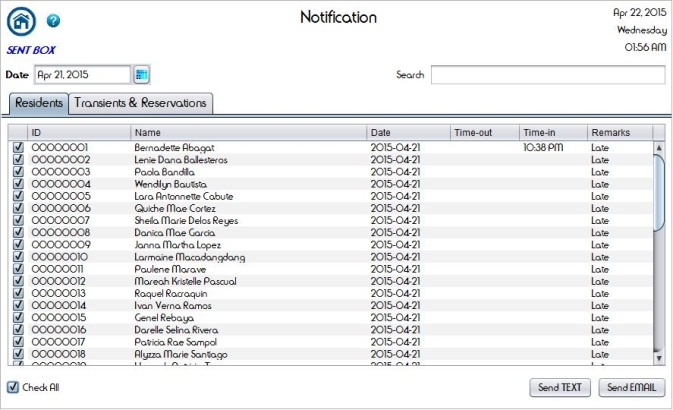 Notification
Apr 22, 2015
Wednesday
01:56 AM
?
SENT BOX
Date Apr 21, 2015
Search
Residents Transients & Reservations
ID Name Date Time-out Time-in Remarks
00000001 Bernadette Abagat 2015-04-21 10:38 PM Late
00000002 Lenie Dana Ballesteros 2015-04-21 Late
00000003 Paola Bandilla 2015-04-21 Late
00000004 Wendilyn Bautista 2015-04-21 Late
00000005 Lara Antonnette Cabute 2015-04-21 Late
00000006 Quiche Mae Cortez 2015-04-21 Late
00000007 Sheila Marie Delos Reyes 2015-04-21 Late
00000008 Danica Mae Garcia 2015-04-21 Late
00000009 Janna Martha Lopez 2015-04-21 Late
00000010 Larmaine Macadangdang 2015-04-21 Late
00000011 Paulene Marave 2015-04-21 Late
00000012 Mareah Kristelle Pascual 2015-04-21 Late
00000013 Raquel Racraquin 2015-04-21 Late
00000014 Ivan Verna Ramos 2015-04-21 Late
00000015 Genel Rebaya 2015-04-21 Late
00000016 Darelle Selina Rivera 2015-04-21 Late
00000017 Patricia Rae Sampol 2015-04-21 Late
00000018 Alyzza Marie Santiago 2015-04-21 Late
Check All
Send TEXT Send EMAIL